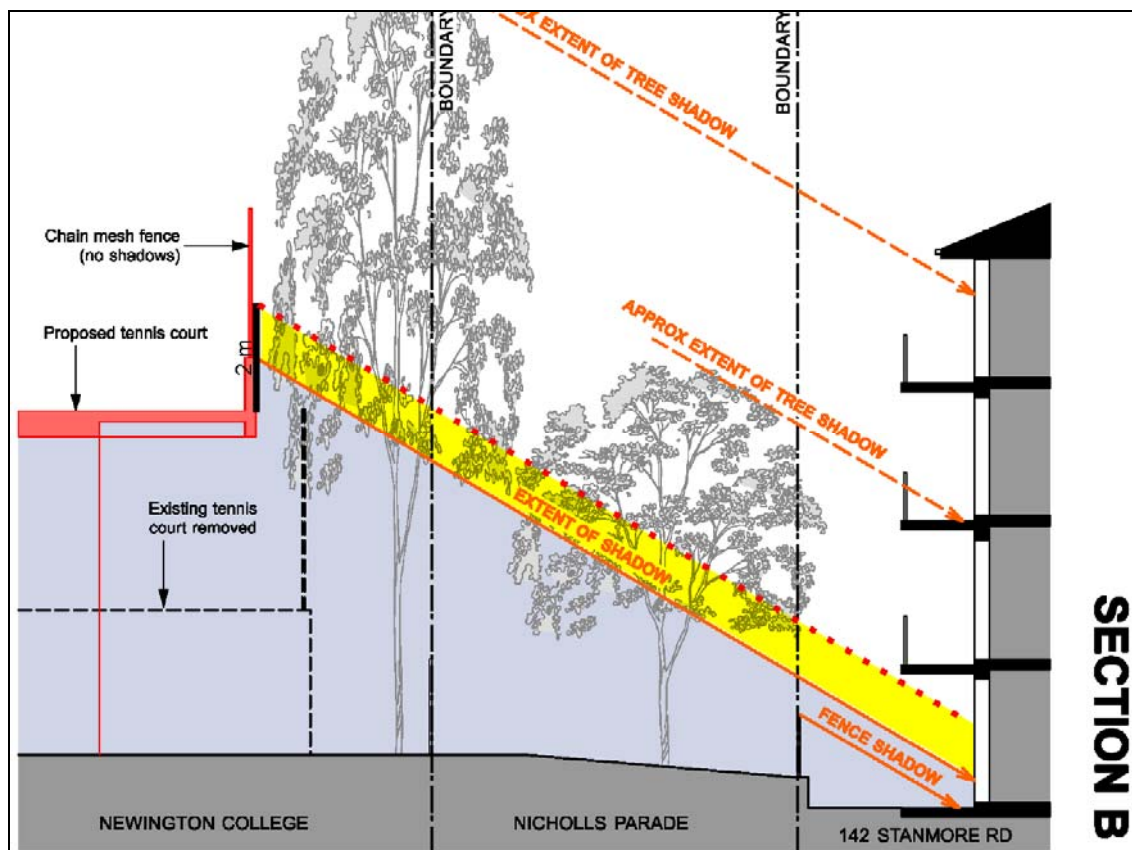 EXTENT OF TREE SHADOW
BOUNDARY
BOUNDARY
Chain mesh fence
(no shadows)
Proposed tennis court
2 m
APPROX EXTENT OF TREE SHADOW
EXTENT OF SHADOW
Existing tennis
court removed
FENCE SHADOW
SECTION B
NEWINGTON COLLEGE
NICHOLLS PARADE
142 STANMORE RD